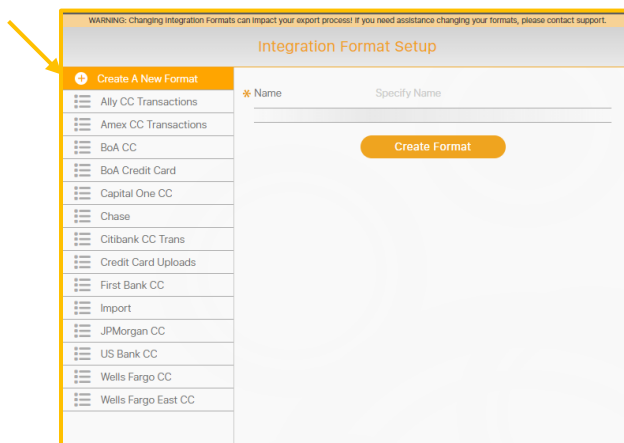 WARNING: Changing Integration Formats can impact your export process! If you need assistance changing your formats, please contact support.
Integration Format Setup
Create A New Format
Ally CC Transactions
Amex CC Transactions
BoA CC
BoA Credit Card
Capital One CC
Chase
Citibank CC Trans
Credit Card Uploads
First Bank CC
Import
JPMorgan CC
US Bank CC
Wells Fargo CC
Wells Fargo East CC
* Name Specify Name
Create Format